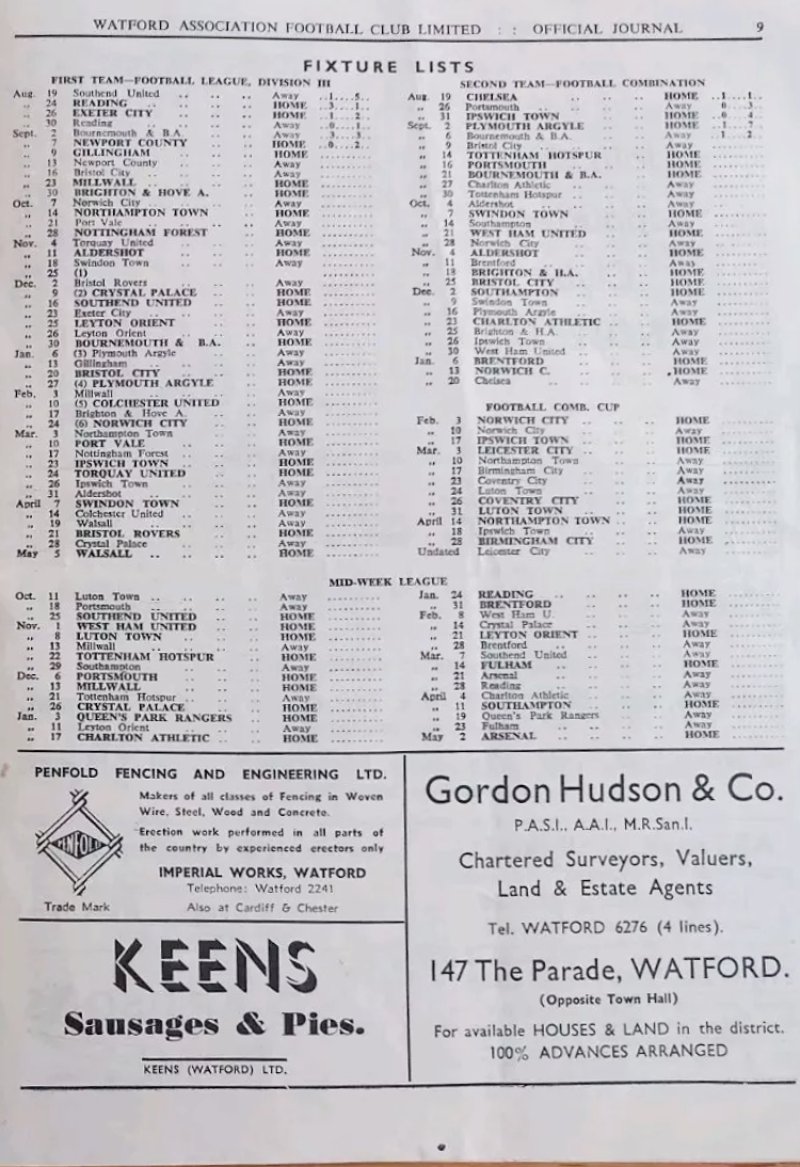 WATFORD ASSOCIATION FOOTBALL CLUB LIMITED : : OFFICIAL JOURNAL 9
FIXTURE LISTS
FIRST TEAM—FOOTBALL LEAGUE, DIVISION III
Aug. 19 Southend United .. .. .. Away ..1....5..
,, 24 READING .. .. .. HOME ..3....1..
,, 26 EXETER CITY .. .. .. HOME ..1....2..
,, 30 Reading .. .. .. Away ..0....1..
Sept. 2 Bournemouth & B.A. .. .. Away ..3....3..
,, 7 NEWPORT COUNTY .. .. HOME ..0....2..
,, 9 GILLINGHAM .. .. .. HOME
,, 13 Newport County .. .. Away
,, 16 Bristol City .. .. .. Away
,, 23 MILLWALL .. .. .. HOME
,, 30 BRIGHTON & HOVE A. .. .. HOME
Oct. 7 Norwich City .. .. .. Away
,, 14 NORTHAMPTON TOWN .. .. HOME
,, 21 Port Vale .. .. .. Away
,, 28 NOTTINGHAM FOREST .. .. HOME
Nov. 4 Torquay United .. .. Away
,, 11 ALDERSHOT .. .. .. HOME
,, 18 Swindon Town .. .. .. Away
,, 25 (1)
Dec. 2 Bristol Rovers .. .. .. Away
,, 9 (2) CRYSTAL PALACE .. .. HOME
,, 16 SOUTHEND UNITED .. .. HOME
,, 23 Exeter City .. .. .. Away
,, 25 LEYTON ORIENT .. .. HOME
,, 26 Leyton Orient .. .. .. Away
,, 30 BOURNEMOUTH & B.A. .. HOME
Jan. 6 (3) Plymouth Argyle .. .. Away
,, 13 Gillingham .. .. .. Away
,, 20 BRISTOL CITY .. .. .. HOME
,, 27 (4) PLYMOUTH ARGYLE .. .. HOME
Feb. 3 Millwall .. .. .. Away
,, 10 (5) COLCHESTER UNITED .. HOME
,, 17 Brighton & Hove A. .. .. Away
,, 24 (6) NORWICH CITY .. .. HOME
Mar. 3 Northampton Town .. .. Away
,, 10 PORT VALE .. .. .. HOME
,, 17 Nottingham Forest .. .. Away
,, 23 IPSWICH TOWN .. .. .. HOME
,, 24 TORQUAY UNITED .. .. HOME
,, 26 Ipswich Town .. .. .. Away
,, 31 Aldershot .. .. .. Away
April 7 SWINDON TOWN .. .. HOME
,, 14 Colchester United .. .. Away
,, 19 Walsall .. .. .. Away
,, 21 BRISTOL ROVERS .. .. HOME
,, 28 Crystal Palace .. .. .. Away
May 5 WALSALL .. .. .. HOME
SECOND TEAM—FOOTBALL COMBINATION
Aug. 19 CHELSEA .. .. .. HOME ..1....1..
,, 26 Portsmouth .. .. .. Away ..0....3..
,, 31 IPSWICH TOWN .. .. .. HOME ..0....4..
Sept. 2 PLYMOUTH ARGYLE .. .. HOME ..1....7..
,, 6 Bournemouth & B.A. .. .. Away ..1....2..
,, 9 Bristol City .. .. .. Away
,, 14 TOTTENHAM HOTSPUR .. .. HOME
,, 16 PORTSMOUTH .. .. .. HOME
,, 21 BOURNEMOUTH & B.A. .. .. HOME
,, 27 Charlton Athletic .. .. Away
,, 30 Tottenham Hotspur .. .. Away
Oct. 4 Aldershot .. .. .. Away
,, 7 SWINDON TOWN .. .. HOME
,, 14 Southampton .. .. .. Away
,, 21 WEST HAM UNITED .. .. HOME
,, 28 Norwich City .. .. .. Away
Nov. 4 ALDERSHOT .. .. .. HOME
,, 11 Brentford .. .. .. Away
,, 18 BRIGHTON & H.A. .. .. HOME
,, 25 BRISTOL CITY .. .. .. HOME
Dec. 2 SOUTHAMPTON .. .. .. HOME
,, 9 Swindon Town .. .. .. Away
,, 16 Plymouth Argyle .. .. Away
,, 23 CHARLTON ATHLETIC .. .. HOME
,, 25 Brighton & H.A. .. .. Away
,, 26 Ipswich Town .. .. .. Away
,, 30 West Ham United .. .. Away
Jan. 6 BRENTFORD .. .. .. HOME
,, 13 NORWICH C. .. .. .. HOME
,, 20 Chelsea .. .. .. Away
FOOTBALL COMB. CUP
Feb. 3 NORWICH CITY .. .. .. HOME
,, 10 Norwich City .. .. .. Away
,, 17 IPSWICH TOWN .. .. .. HOME
Mar. 3 LEICESTER CITY .. .. .. HOME
,, 10 Northampton Town .. .. Away
,, 17 Birmingham City .. .. Away
,, 23 Coventry City .. .. .. Away
,, 24 Luton Town .. .. .. Away
,, 26 COVENTRY CITY .. .. HOME
,, 31 LUTON TOWN .. .. .. HOME
April 14 NORTHAMPTON TOWN .. .. HOME
,, 18 Ipswich Town .. .. .. Away
,, 28 BIRMINGHAM CITY .. .. HOME
Undated Leicester City .. .. .. Away
MID-WEEK LEAGUE
Oct. 11 Luton Town .. .. .. Away
,, 18 Portsmouth .. .. .. Away
,, 25 SOUTHEND UNITED .. .. HOME
Nov. 1 WEST HAM UNITED .. .. HOME
,, 8 LUTON TOWN .. .. .. HOME
,, 13 Millwall .. .. .. Away
,, 22 TOTTENHAM HOTSPUR .. .. HOME
,, 29 Southampton .. .. .. Away
Dec. 6 PORTSMOUTH .. .. .. HOME
,, 13 MILLWALL .. .. .. HOME
,, 21 Tottenham Hotspur .. .. Away
,, 26 CRYSTAL PALACE .. .. HOME
Jan. 3 QUEEN'S PARK RANGERS .. HOME
,, 11 Leyton Orient .. .. .. Away
,, 17 CHARLTON ATHLETIC .. .. HOME
Jan. 24 READING .. .. .. HOME
,, 31 BRENTFORD .. .. .. HOME
Feb. 8 West Ham U. .. .. .. Away
,, 14 Crystal Palace .. .. .. Away
,, 21 LEYTON ORIENT .. .. .. HOME
,, 28 Brentford .. .. .. Away
Mar. 7 Southend United .. .. Away
,, 14 FULHAM .. .. .. HOME
,, 21 Arsenal .. .. .. Away
,, 28 Reading .. .. .. Away
April 4 Charlton Athletic .. .. Away
,, 11 SOUTHAMPTON .. .. .. HOME
,, 19 Queen's Park Rangers .. .. Away
,, 23 Fulham .. .. .. Away
May 2 ARSENAL .. .. .. HOME
PENFOLD FENCING AND ENGINEERING LTD.
Makers of all classes of Fencing in Woven
Wire, Steel, Wood and Concrete.
Erection work performed in all parts of
the country by experienced erectors only
PENFOLD
Trade Mark
IMPERIAL WORKS, WATFORD
Telephone: Watford 2241
Also at Cardiff & Chester
KEENS
Sausages & Pies.
KEENS (WATFORD) LTD.
Gordon Hudson & Co.
P.A.S.I., A.A.I., M.R.San.I.
Chartered Surveyors, Valuers,
Land & Estate Agents
Tel. WATFORD 6276 (4 lines).
147 The Parade, WATFORD.
(Opposite Town Hall)
For available HOUSES & LAND in the district.
100% ADVANCES ARRANGED